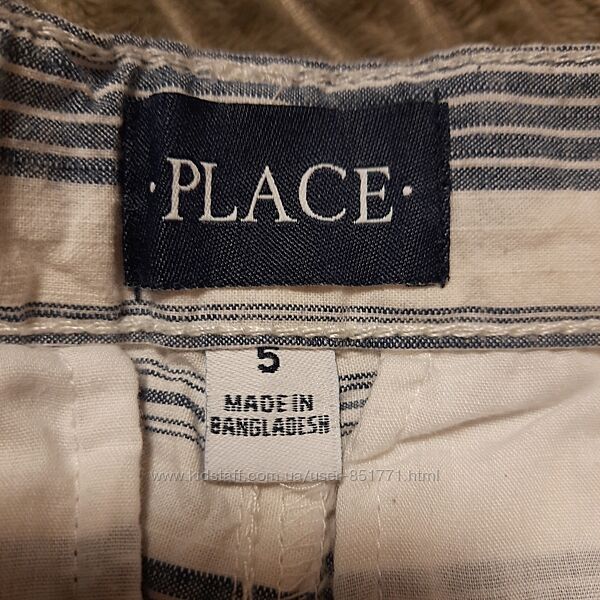 ·PLACE·
5
MADE IN
BANGLADESH
www.kidstaff.com.ua/user-851771.html